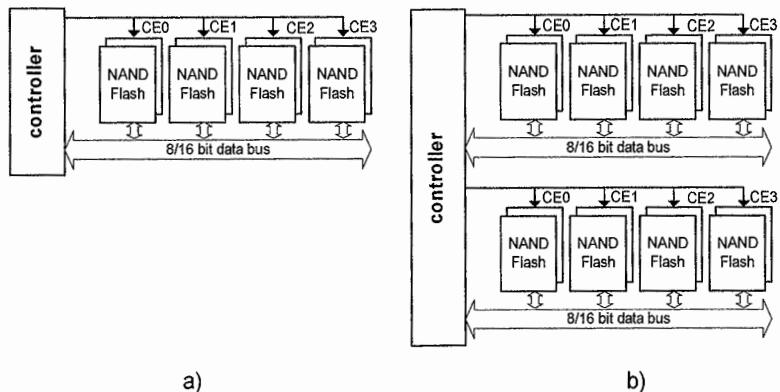 controller
CE0 CE1 CE2 CE3
NAND Flash
NAND Flash
NAND Flash
NAND Flash
8/16 bit data bus
a)
controller
CE0 CE1 CE2 CE3
NAND Flash
NAND Flash
NAND Flash
NAND Flash
8/16 bit data bus
CE0 CE1 CE2 CE3
NAND Flash
NAND Flash
NAND Flash
NAND Flash
8/16 bit data bus
b)